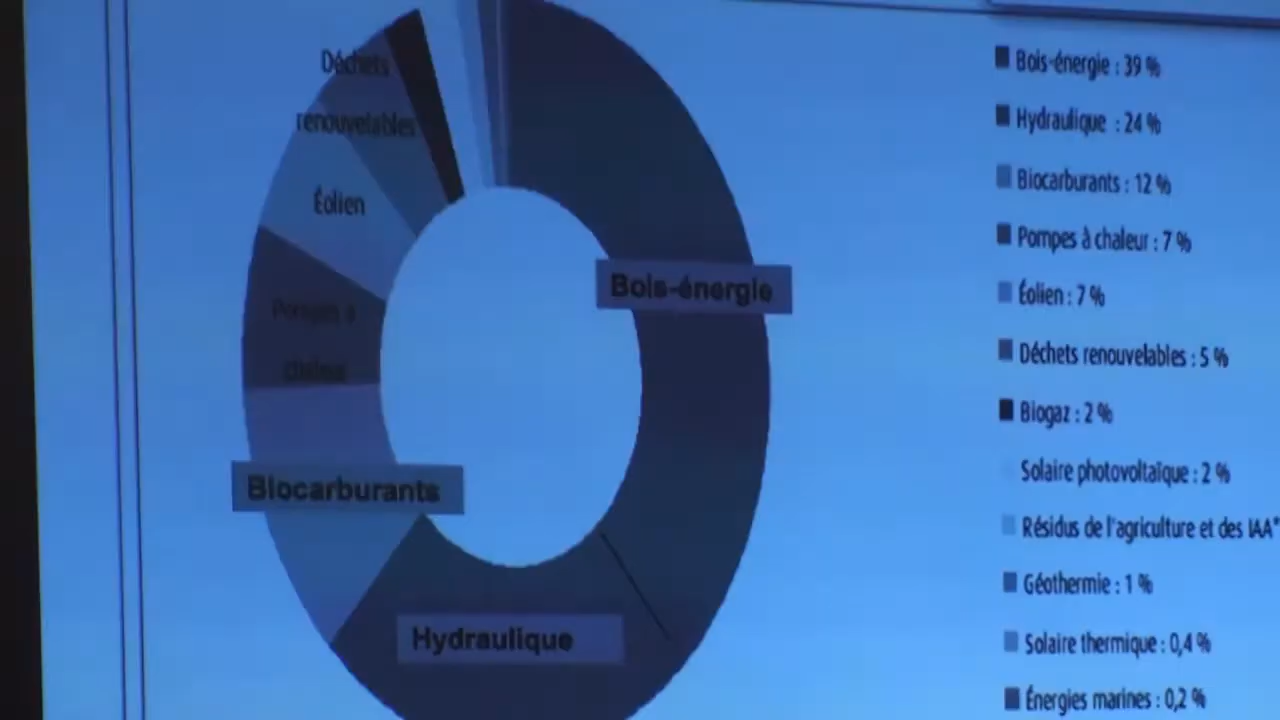 Déchets
renouvelables
Éolien
Pompes à
chaleur
Bois-énergie
Biocarburants
Hydraulique
Bois-énergie : 39 %
Hydraulique : 24 %
Biocarburants : 12 %
Pompes à chaleur : 7 %
Éolien : 7 %
Déchets renouvelables : 5 %
Biogaz : 2 %
Solaire photovoltaïque : 2 %
Résidus de l'agriculture et des IAA*
Géothermie : 1 %
Solaire thermique : 0,4 %
Énergies marines : 0,2 %